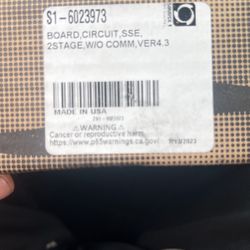 S1-6023973
BOARD,CIRCUIT,SSE,
2STAGE,W/O COMM,VER4.3
MADE IN USA
⚠WARNING⚠
Cancer or reproductive harm
https://www.p65warnings.ca.gov/